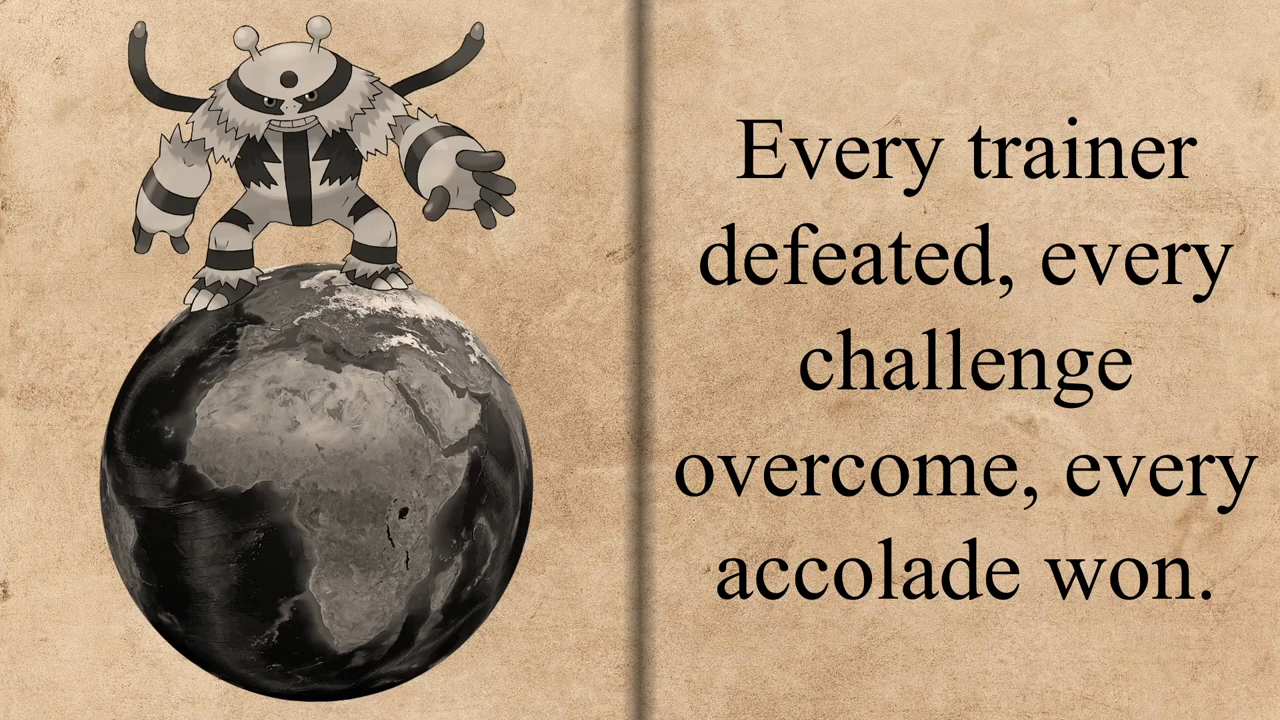 Every trainer
defeated, every
challenge
overcome, every
accolade won.